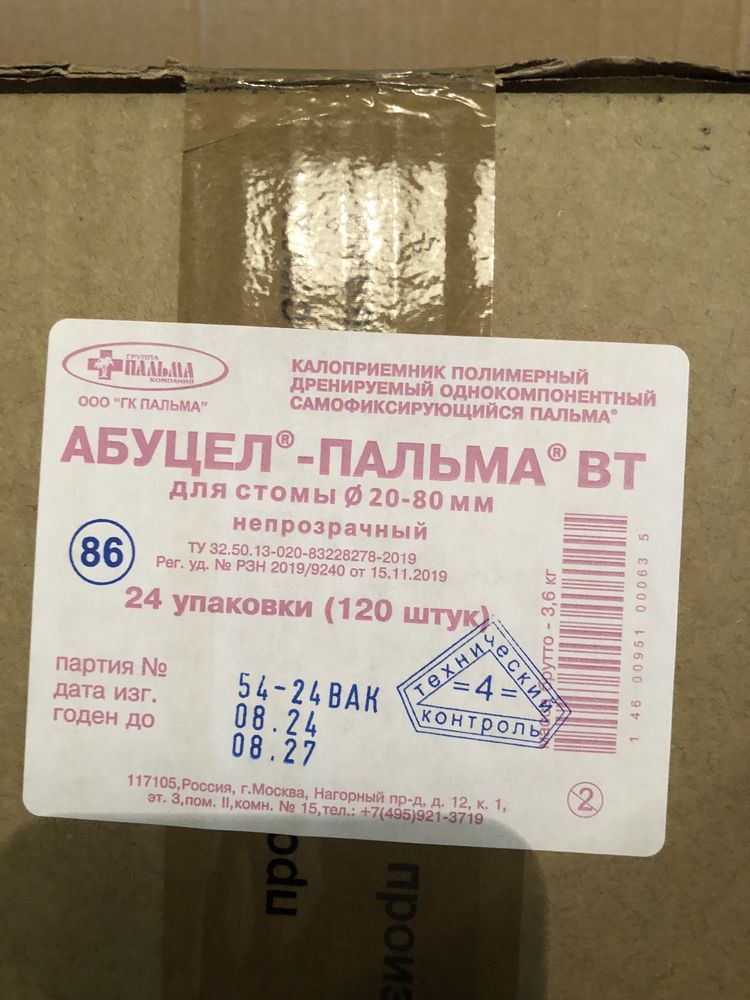 ГРУППА
ПАЛЬМА
КОМПАНИЙ
ООО "ГК ПАЛЬМА"
КАЛОПРИЕМНИК ПОЛИМЕРНЫЙ
ДРЕНИРУЕМЫЙ ОДНОКОМПОНЕНТНЫЙ
САМОФИКСИРУЮЩИЙСЯ ПАЛЬМА®
АБУЦЕЛ®-ПАЛЬМА® ВТ
для стомы Ø 20-80 мм
непрозрачный
86
ТУ 32.50.13-020-83228278-2019
Рег. уд. № РЗН 2019/9240 от 15.11.2019
24 упаковки (120 штук)
партия № 54-24ВАК
дата изг. 08.24
годен до 08.27
технический
=4=
контроль
брутто - 3,6 кг
1 46 00951 00063 5
117105,Россия, г.Москва, Нагорный пр-д, д. 12, к. 1,
эт. 3,пом. II,комн. № 15,тел.: +7(495)921-3719
2